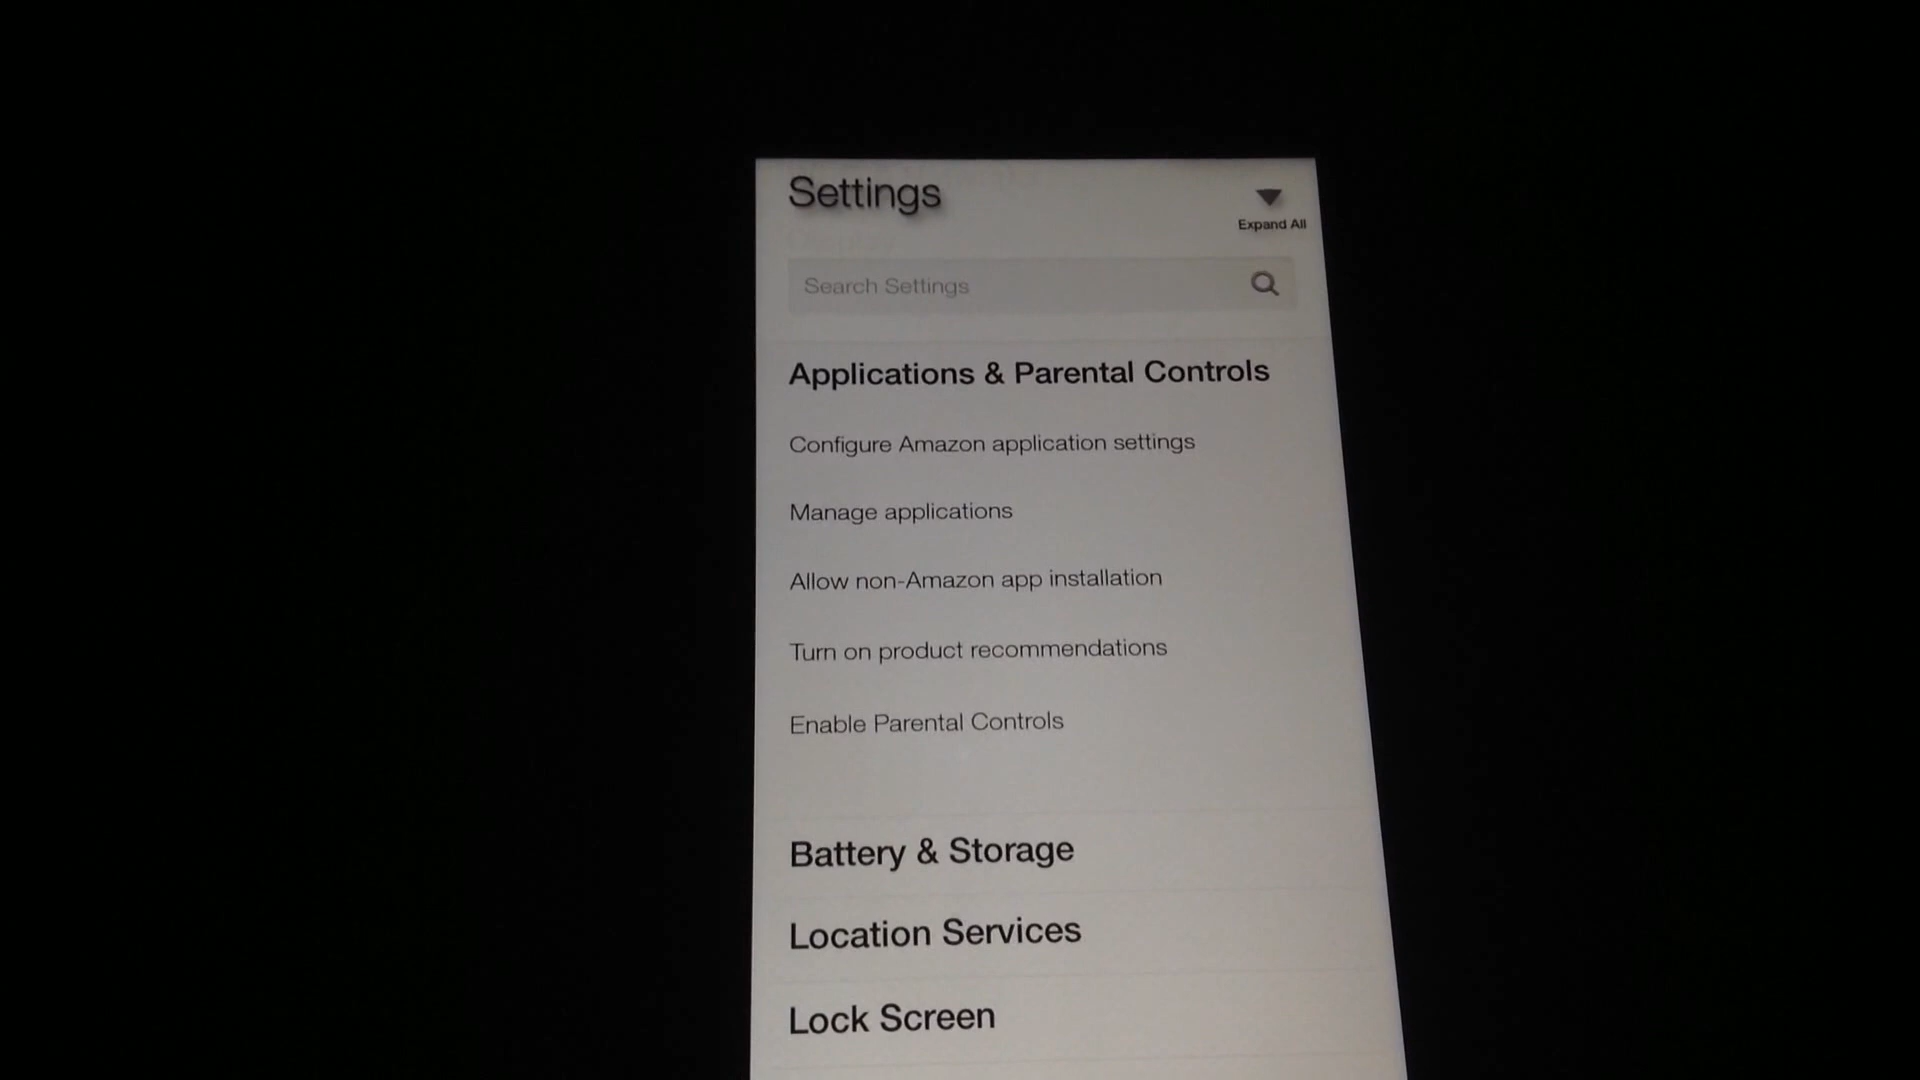 Settings
Expand All
Search Settings
Applications & Parental Controls
Configure Amazon application settings
Manage applications
Allow non-Amazon app installation
Turn on product recommendations
Enable Parental Controls
Battery & Storage
Location Services
Lock Screen